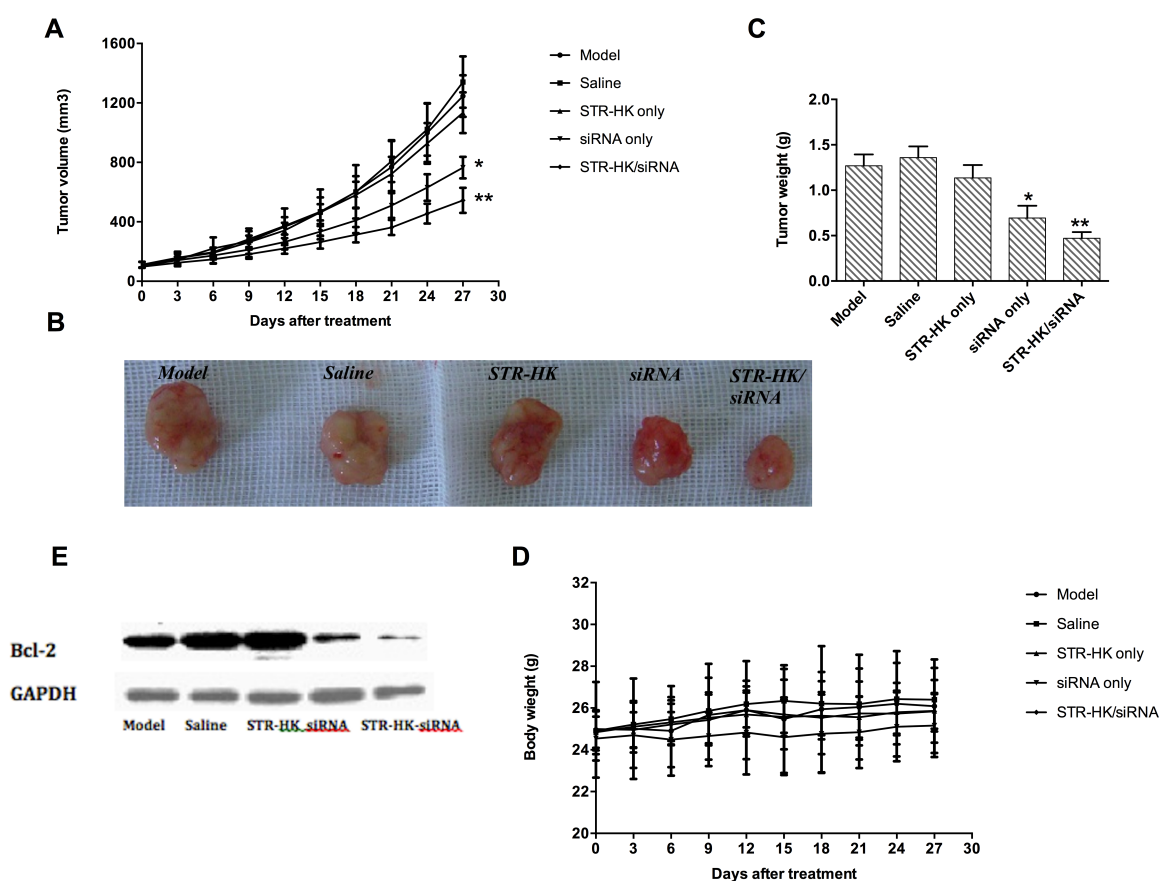 A
Tumor volume (mm3)
1600
1200
800
400
0
0 3 6 9 12 15 18 21 24 27 30
Days after treatment
*
**
Model
Saline
STR-HK only
siRNA only
STR-HK/siRNA
C
Tumor weight (g)
2.0
1.5
1.0
0.5
0.0
*
**
Model
Saline
STR-HK only
siRNA only
STR-HK/siRNA
B
Model Saline STR-HK siRNA STR-HK/
siRNA
E
Bcl-2
GAPDH
Model Saline STR-HK siRNA STR-HK-siRNA
D
Body wieght (g)
32
28
26
24
22
20
0 3 6 9 12 15 18 21 24 27 30
Days after treatment
Model
Saline
STR-HK only
siRNA only
STR-HK/siRNA